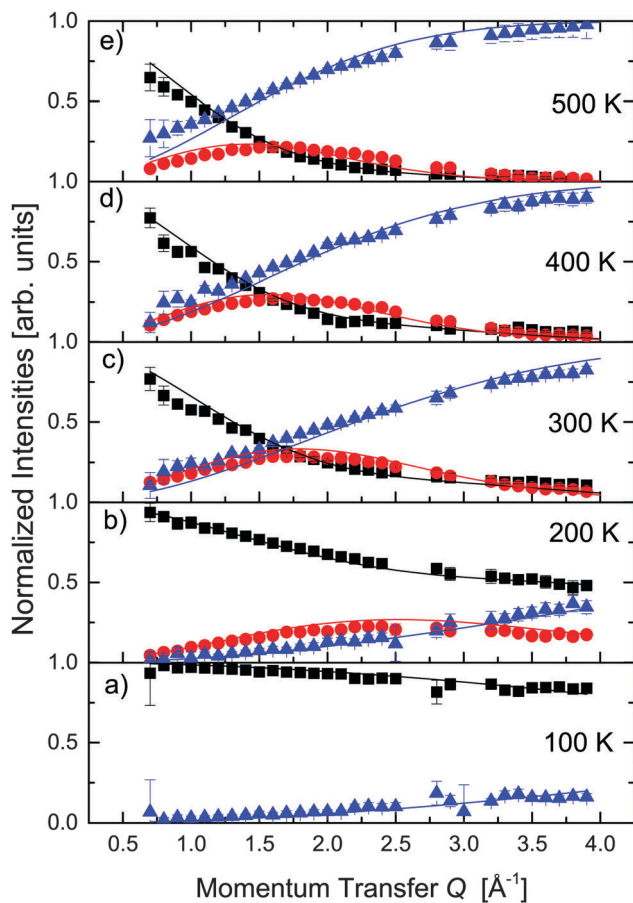 Normalized Intensities [arb. units]
1.0
e)
0.5
500 K
1.0
d)
0.5
400 K
1.0
c)
0.5
300 K
1.0
b)
200 K
0.5
1.0
a)
100 K
0.5
0.0
0.5 1.0 1.5 2.0 2.5 3.0 3.5 4.0
Momentum Transfer Q [Å⁻¹]